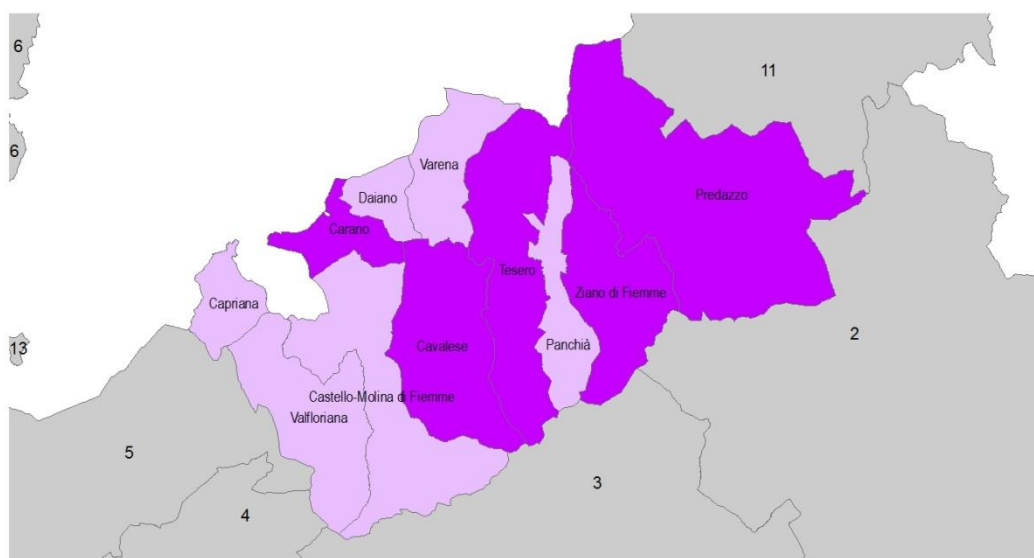 6
11
6
Varena
Daiano
Predazzo
Carano
Tesero
Ziano di Fiemme
Capriana
2
13
Cavalese
Panchià
Castello-Molina di Fiemme
Valfloriana
5
3
4